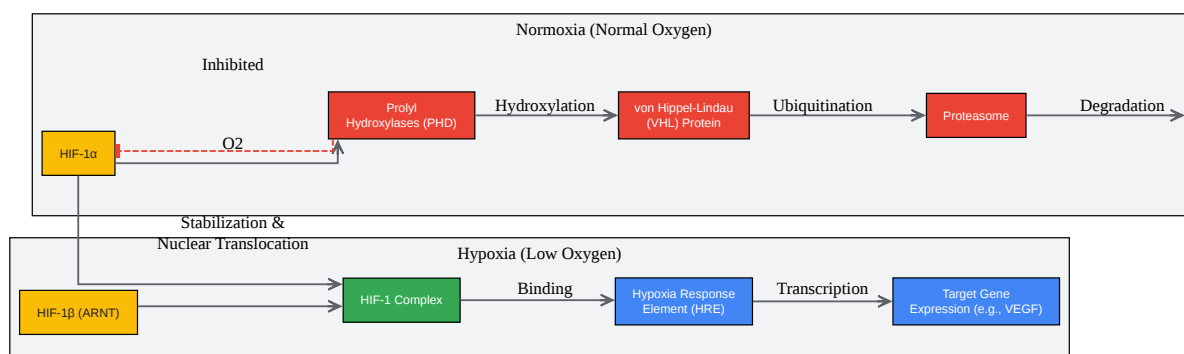 Normoxia (Normal Oxygen)
Inhibited
Prolyl
Hydroxylases (PHD)
Hydroxylation
von Hippel-Lindau
(VHL) Protein
Ubiquitination
Proteasome
Degradation
HIF-1α
O2
Stabilization &
Nuclear Translocation
Hypoxia (Low Oxygen)
HIF-1β (ARNT)
HIF-1 Complex
Binding
Hypoxia Response
Element (HRE)
Transcription
Target Gene
Expression (e.g., VEGF)